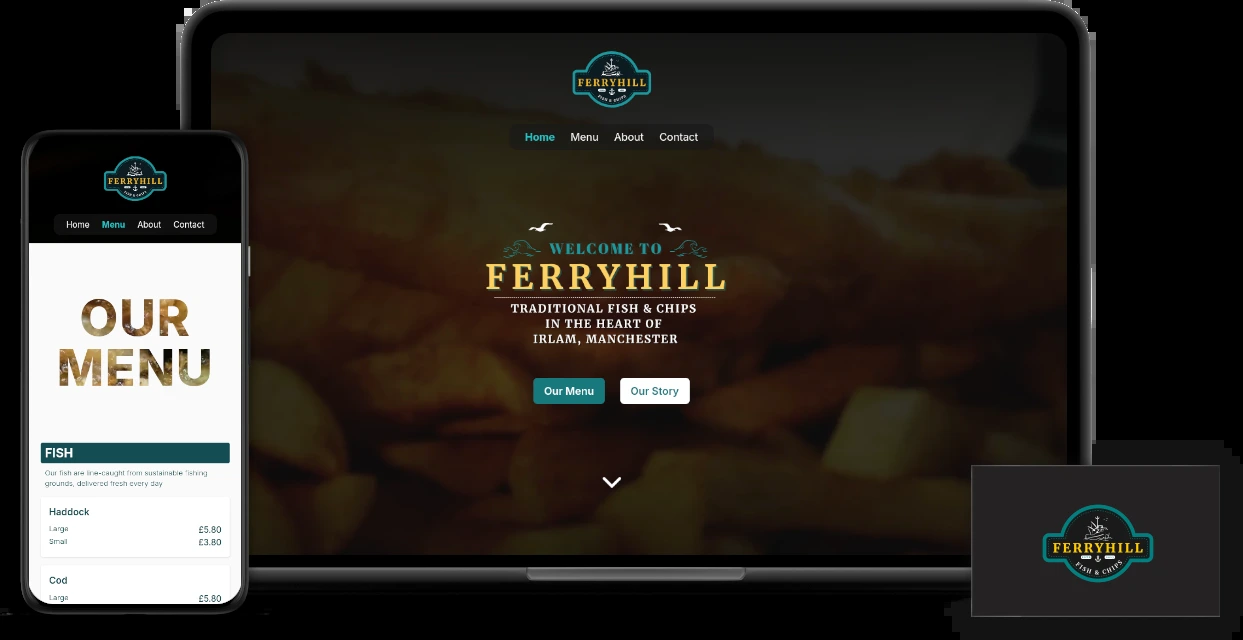 FERRYHILL
FISH & CHIPS
Home Menu About Contact
WELCOME TO
FERRYHILL
TRADITIONAL FISH & CHIPS
IN THE HEART OF
IRLAM, MANCHESTER
Our Menu Our Story
FERRYHILL
Home Menu About Contact
OUR
MENU
FISH
Our fish are line-caught from sustainable fishing
grounds, delivered fresh every day
Haddock
Large £5.80
Small £3.80
Cod
Large £5.80
FERRYHILL
FISH & CHIPS